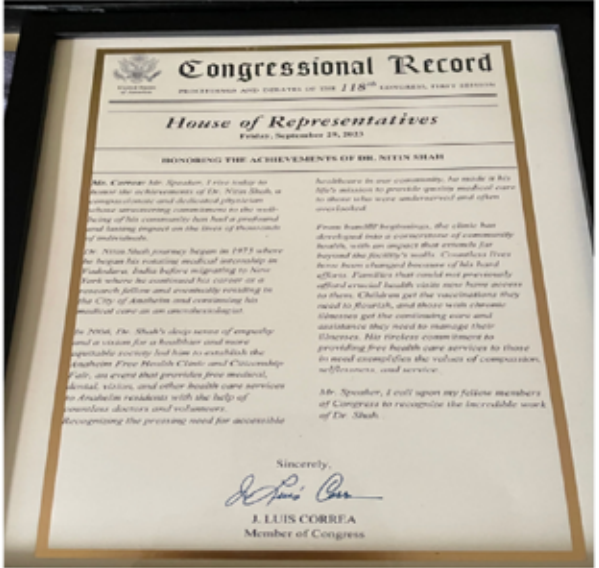 Congressional Record
United States
of America
PROCEEDINGS AND DEBATES OF THE 118th CONGRESS, FIRST SESSION
House of Representatives
Friday, September 29, 2023
HONORING THE ACHIEVEMENTS OF DR. NITIN SHAH
Mr. Correa: Mr. Speaker, I rise today to
honor the achievements of Dr. Nitin Shah, a
compassionate and dedicated physician
whose unwavering commitment to the well-
being of his community has had a profound
and lasting impact on the lives of thousands
of individuals.
Dr. Nitin Shah journey began in 1973 where
he began his rotating medical internship in
Vadodara, India before migrating to New
York where he continued his career as a
research fellow and eventually residing in
the City of Anaheim and continuing his
medical care as an anesthesiologist.
In 2004, Dr. Shah's deep sense of empathy
and a vision for a healthier and more
equitable society led him to establish the
Anaheim Free Health Clinic and Citizenship
Fair, an event that provides free medical,
dental, vision, and other health care services
to Anaheim residents with the help of
countless doctors and volunteers.
Recognizing the pressing need for accessible
healthcare in our community, he made it his
life's mission to provide quality medical care
to those who were underserved and often
overlooked.
From humble beginnings, the clinic has
developed into a cornerstone of community
health, with an impact that extends far
beyond the facility's walls. Countless lives
have been changed because of his hard
efforts. Families that could not previously
afford crucial health visits now have access
to them. Children get the vaccinations they
need to flourish, and those with chronic
illnesses get the continuing care and
assistance they need to manage their
illnesses. His tireless commitment to
providing free health care services to those
in need exemplifies the values of compassion,
selflessness, and service.
Mr. Speaker, I call upon my fellow members
of Congress to recognize the incredible work
of Dr. Shah.
Sincerely,
J. Luis Correa
J. LUIS CORREA
Member of Congress